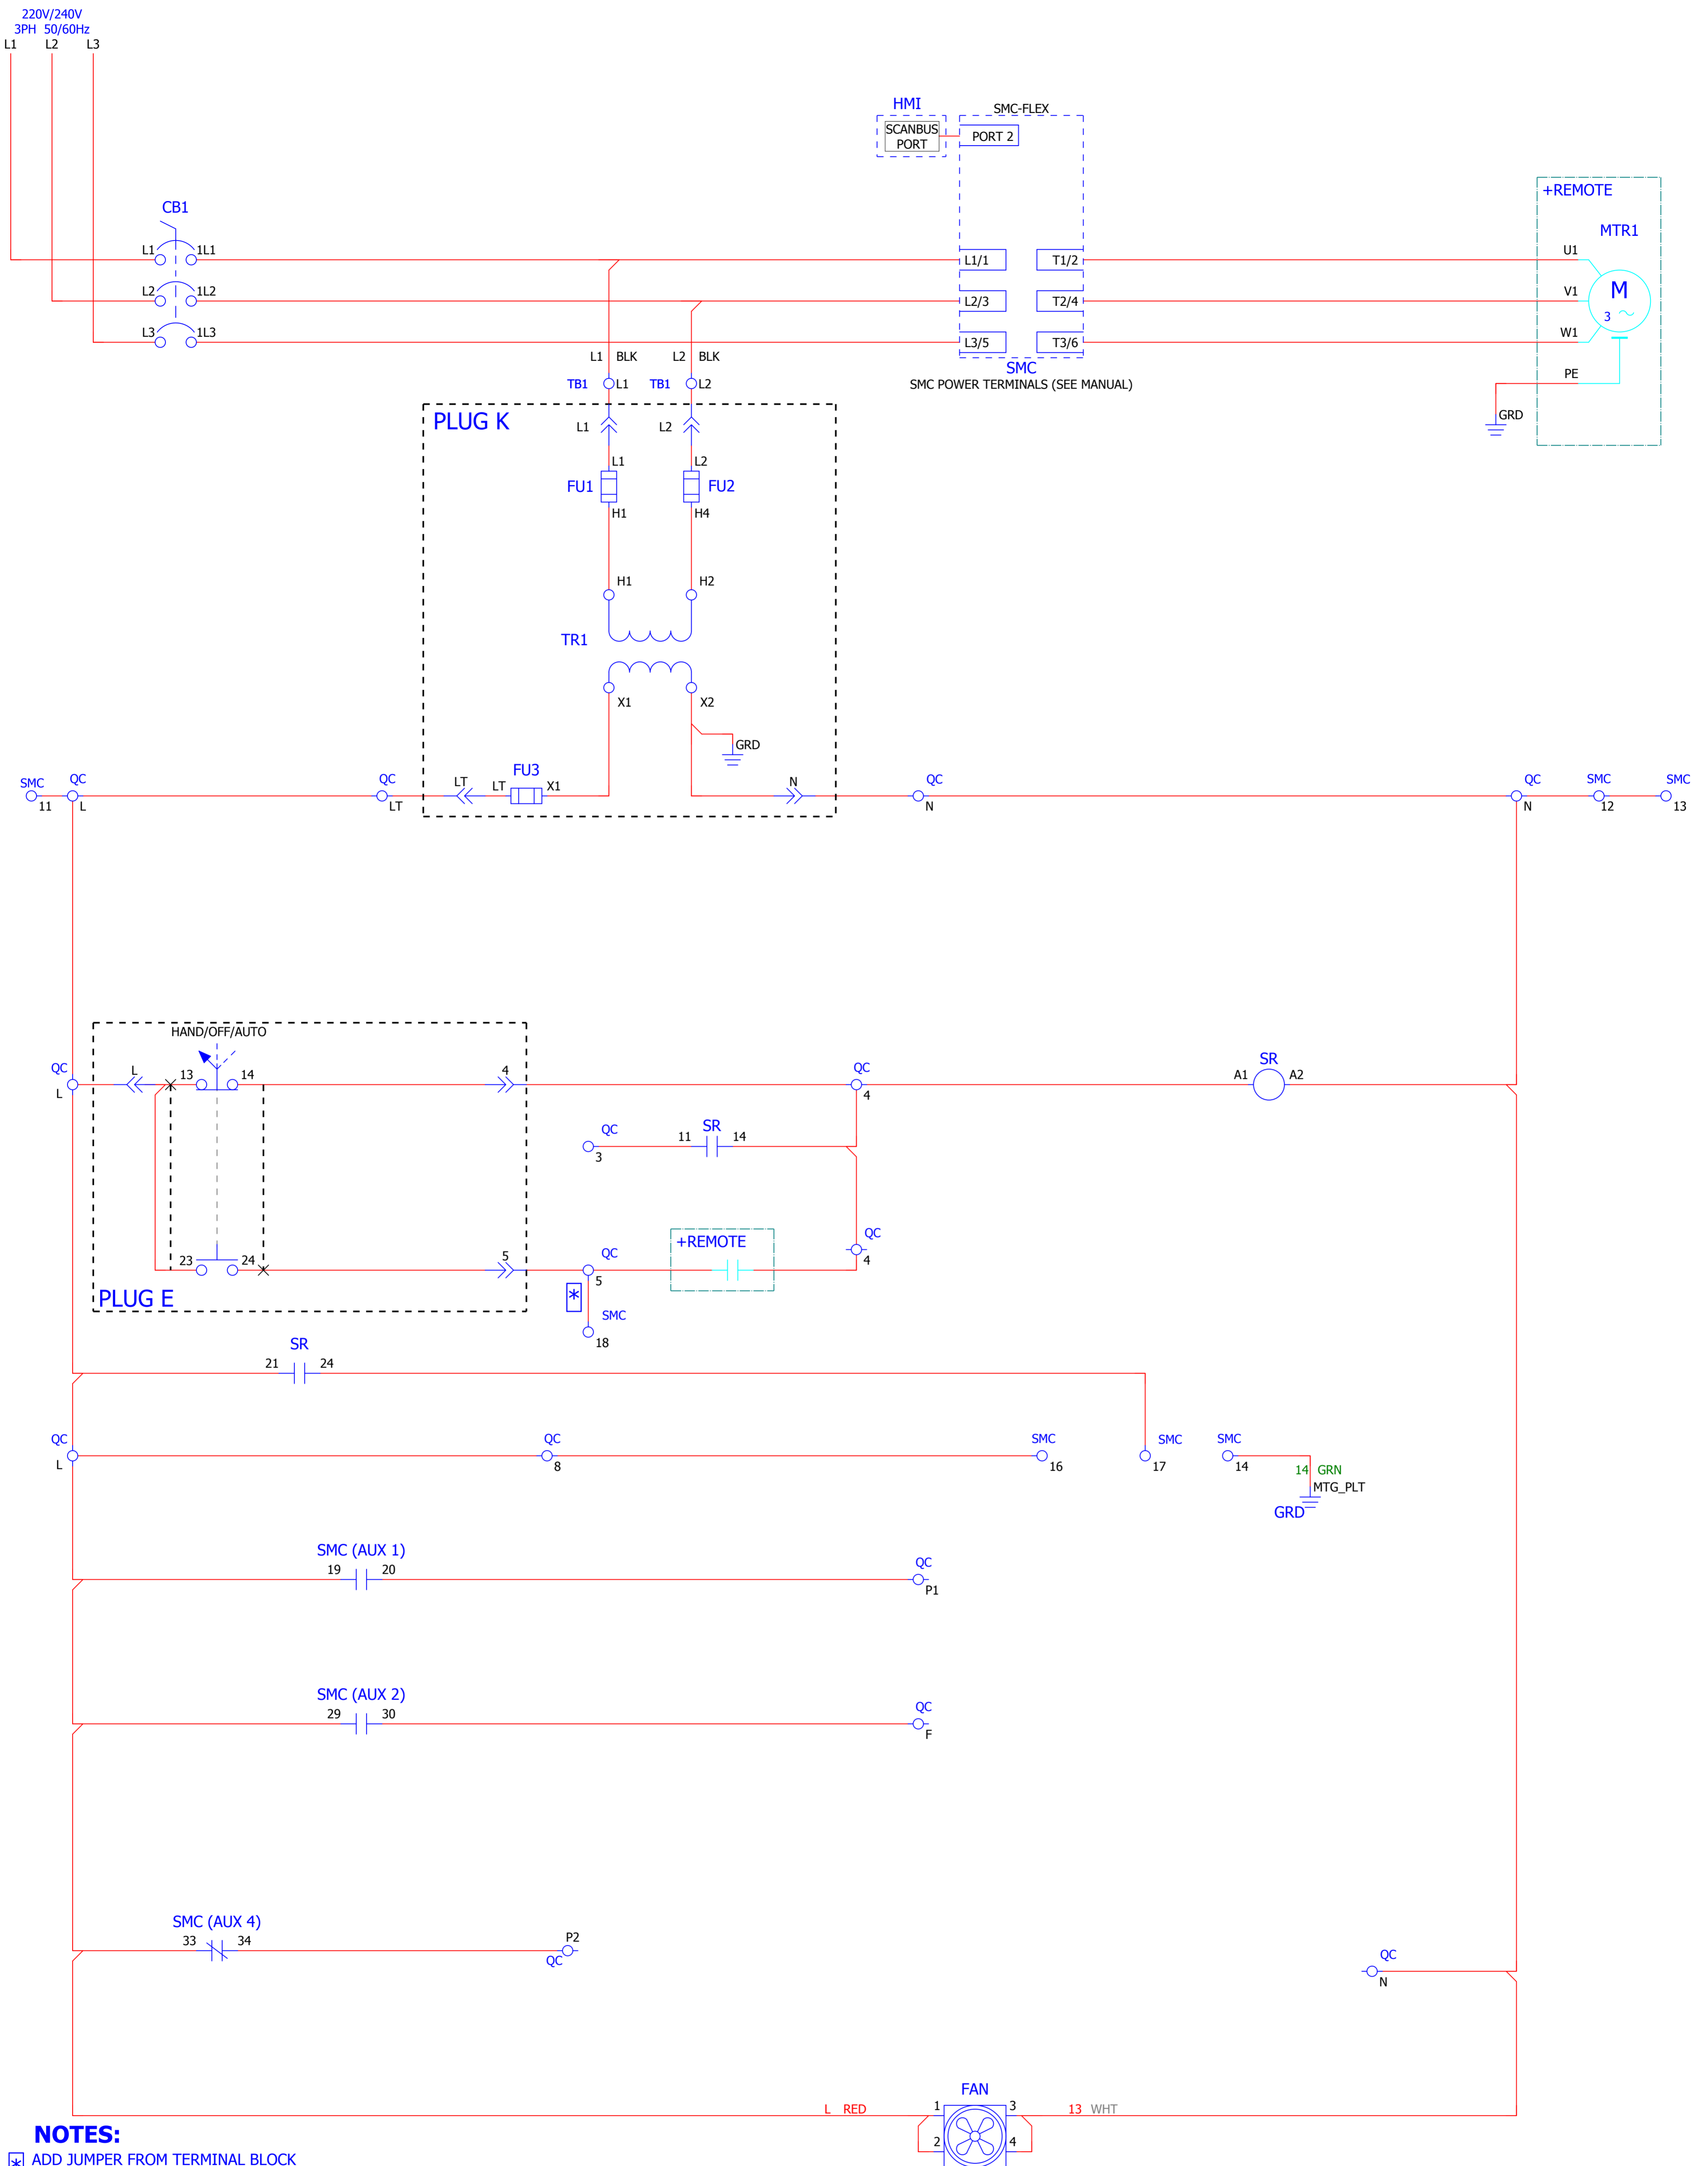 220V/240V
3PH 50/60Hz
L1 L2 L3
HMI
SMC-FLEX
SCANBUS
PORT
PORT 2
+REMOTE
CB1
MTR1
L1 1L1
L1/1 T1/2
U1
L2 1L2
L2/3 T2/4
V1
M
3
L3 1L3
L3/5 T3/6
W1
L1 BLK L2 BLK
SMC
SMC POWER TERMINALS (SEE MANUAL)
PE
TB1 L1 TB1 L2
GRD
PLUG K
L1 L2
L1 L2
FU1 FU2
H1 H4
H1 H2
TR1
X1 X2
GRD
SMC QC QC LT LT FU3 X1 N QC QC SMC SMC
11 L LT N N 12 13
HAND/OFF/AUTO
QC L 13 14 4 QC SR
A1 A2
L 4
QC SR
11 14
3
+REMOTE
QC
23 24 5 QC
4
5
*
PLUG E
SMC
18
SR
21 24
QC QC SMC SMC SMC
L 8 16 17 14
14 GRN
MTG_PLT
GRD
SMC (AUX 1)
19 20 QC
P1
SMC (AUX 2)
29 30 QC
F
SMC (AUX 4)
33 34 P2
QC
QC
N
FAN
L RED 1 3 13 WHT
2 4
NOTES:
* ADD JUMPER FROM TERMINAL BLOCK